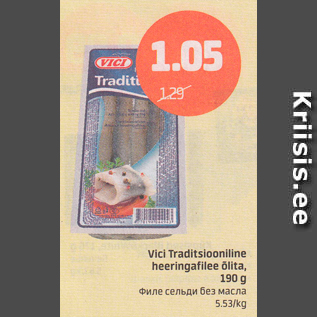 1.05
1.29
VICI
Traditi
Vici Traditsiooniline
heeringafilee õlita,
190 g
Филе сельди без масла
5.53/kg
Kriisis.ee